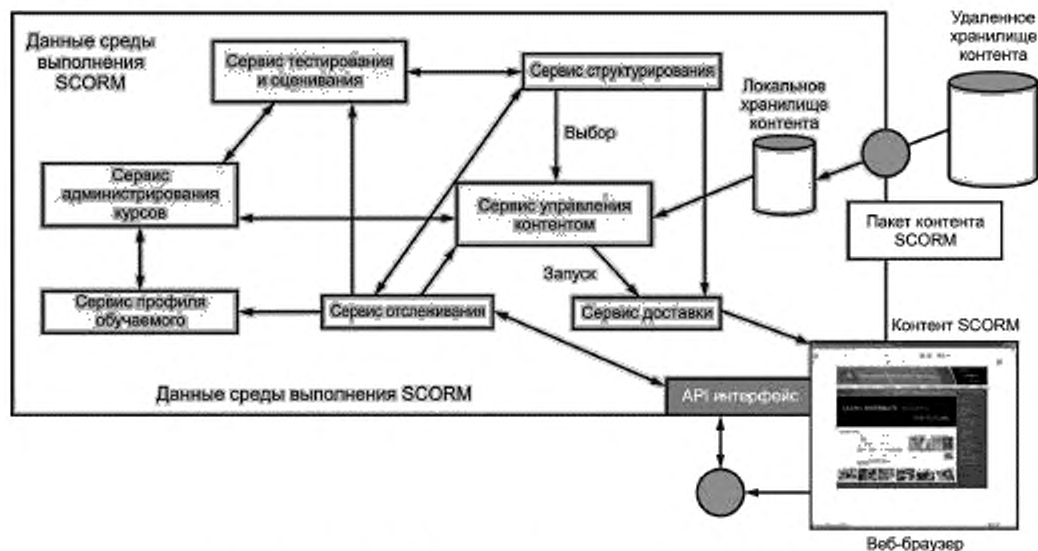 Данные среды
выполнения
SCORM
Сервис тестирования
и оценивания
Сервис структурирования
Удаленное
хранилище
контента
Локальное
хранилище
контента
Выбор
Сервис
администрирования
курсов
Сервис управления
контентом
Пакет контента
SCORM
Запуск
Сервис профиля
обучаемого
Сервис отслеживания
Сервис доставки
Контент SCORM
Данные среды выполнения SCORM
API интерфейс
Веб-браузер